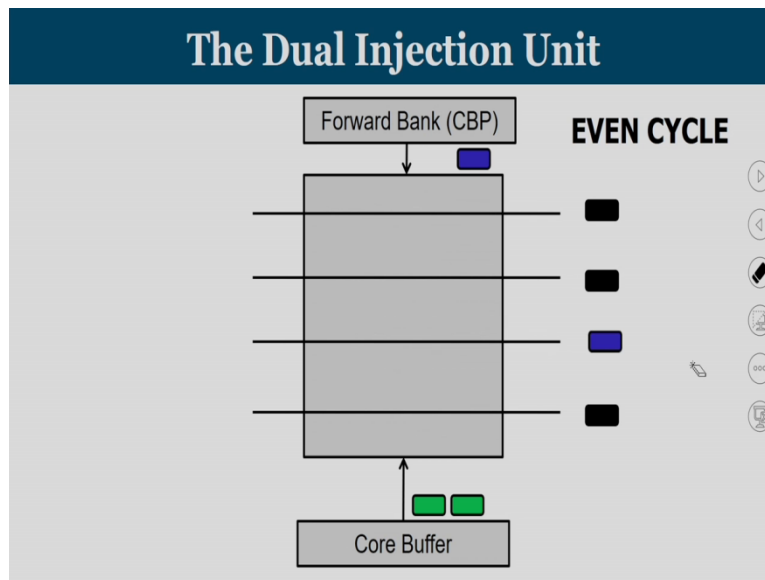 The Dual Injection Unit
Forward Bank (CBP)
EVEN CYCLE
Core Buffer